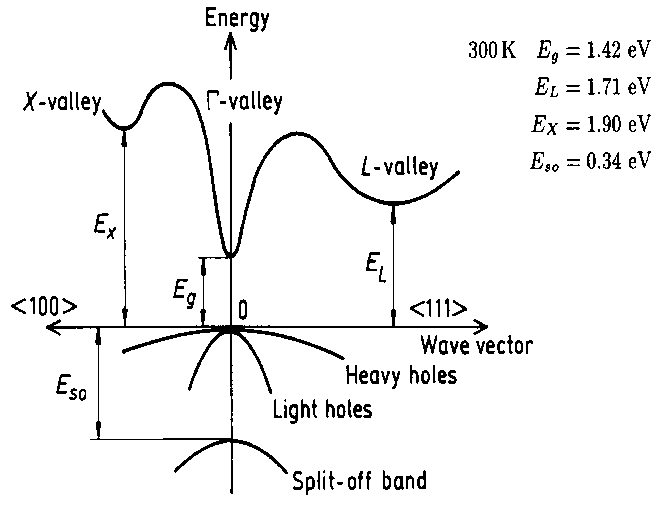 Energy
300 K E_g = 1.42 eV
E_L = 1.71 eV
E_X = 1.90 eV
E_so = 0.34 eV
X-valley
Γ-valley
L-valley
E_x
E_g
E_L
<100>
0
<111>
Wave vector
E_so
Heavy holes
Light holes
Split-off band